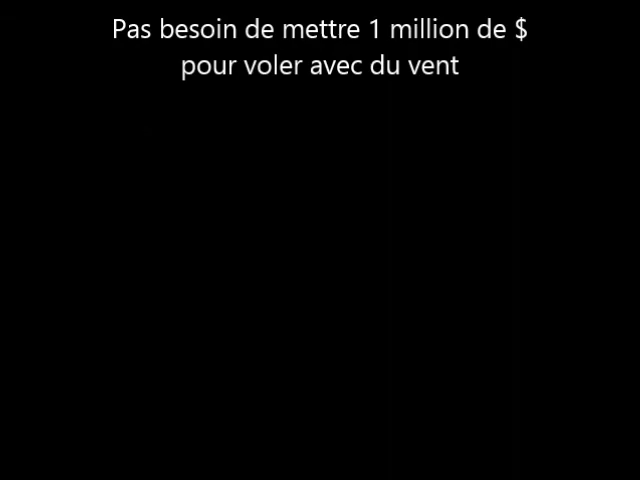 Pas besoin de mettre 1 million de $
pour voler avec du vent